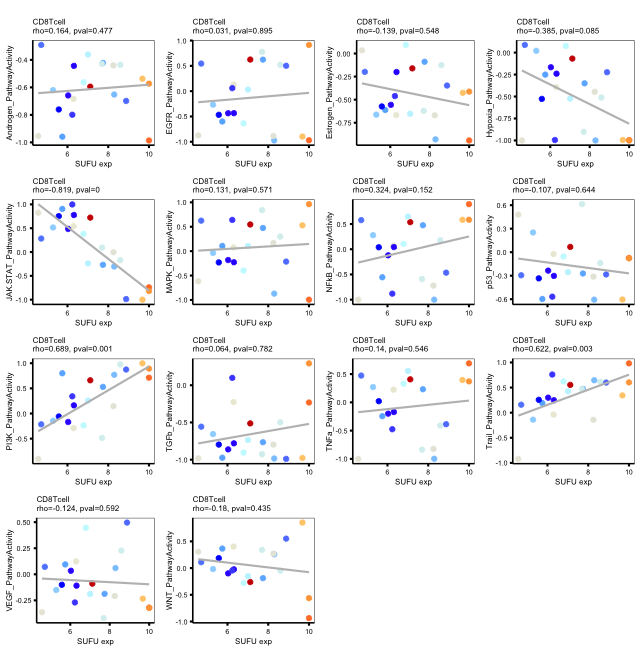 CD8Tcell
rho=0.164, pval=0.477
Androgen_PathwayActivity
0.0
-0.4
-0.8
-1.0
6
8
10
SUFU exp
CD8Tcell
rho=0.031, pval=0.895
EGFR_PathwayActivity
1.0
0.5
0.0
-0.5
-1.0
6
8
10
SUFU exp
CD8Tcell
rho=-0.139, pval=0.548
Estrogen_PathwayActivity
0.00
-0.25
-0.50
-0.75
6
8
10
SUFU exp
CD8Tcell
rho=-0.385, pval=0.085
Hypoxia_PathwayActivity
0.00
-0.25
-0.50
-0.75
-1.00
6
8
10
SUFU exp
CD8Tcell
rho=-0.819, pval=0
JAK.STAT_PathwayActivity
1.0
0.5
0.0
-0.5
-1.0
6
8
10
SUFU exp
CD8Tcell
rho=0.131, pval=0.571
MAPK_PathwayActivity
1.0
0.5
0.0
-0.5
-1.0
6
8
10
SUFU exp
CD8Tcell
rho=0.324, pval=0.152
NFkB_PathwayActivity
1.0
0.5
0.0
-0.5
-1.0
6
8
10
SUFU exp
CD8Tcell
rho=-0.107, pval=0.644
p53_PathwayActivity
0.6
0.3
0.0
-0.3
-0.6
6
8
10
SUFU exp
CD8Tcell
rho=0.689, pval=0.001
PI3K_PathwayActivity
1.0
0.5
0.0
-0.5
6
8
10
SUFU exp
CD8Tcell
rho=0.064, pval=0.782
TGFb_PathwayActivity
0.0
-0.5
-1.0
6
8
10
SUFU exp
CD8Tcell
rho=0.14, pval=0.546
TNFa_PathwayActivity
0.5
0.0
-0.5
-1.0
6
8
10
SUFU exp
CD8Tcell
rho=0.622, pval=0.003
Trail_PathwayActivity
1.0
0.5
0.0
-0.5
-1.0
6
8
10
SUFU exp
CD8Tcell
rho=-0.124, pval=0.592
VEGF_PathwayActivity
0.50
0.25
0.00
-0.25
6
8
10
SUFU exp
CD8Tcell
rho=-0.18, pval=0.435
WNT_PathwayActivity
1.0
0.5
0.0
-0.5
-1.0
6
8
10
SUFU exp